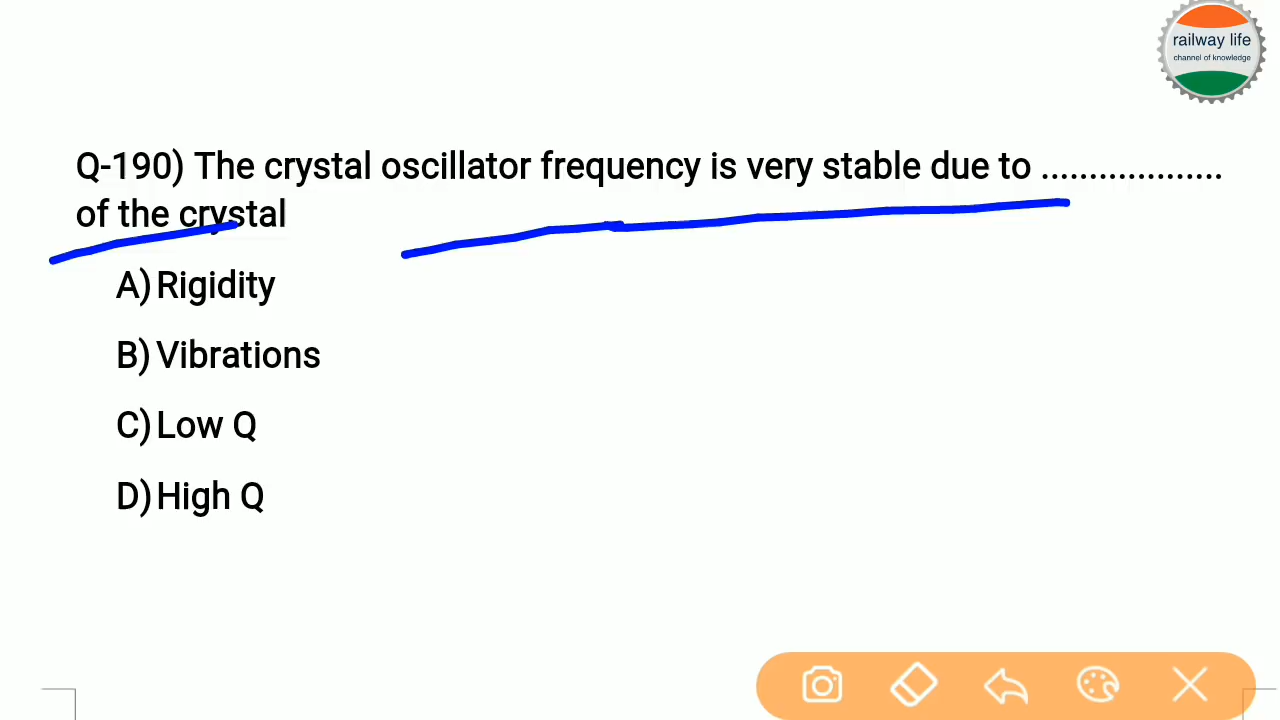 railway life
channel of knowledge
Q-190) The crystal oscillator frequency is very stable due to ...................
of the crystal
A) Rigidity
B) Vibrations
C) Low Q
D) High Q